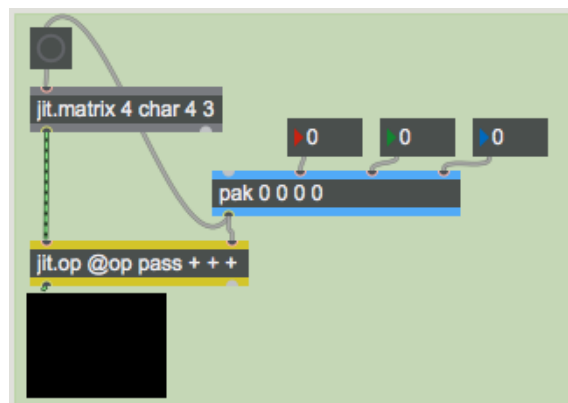 jit.matrix 4 char 4 3
0
0
0
pak 0 0 0 0
jit.op @op pass + + +